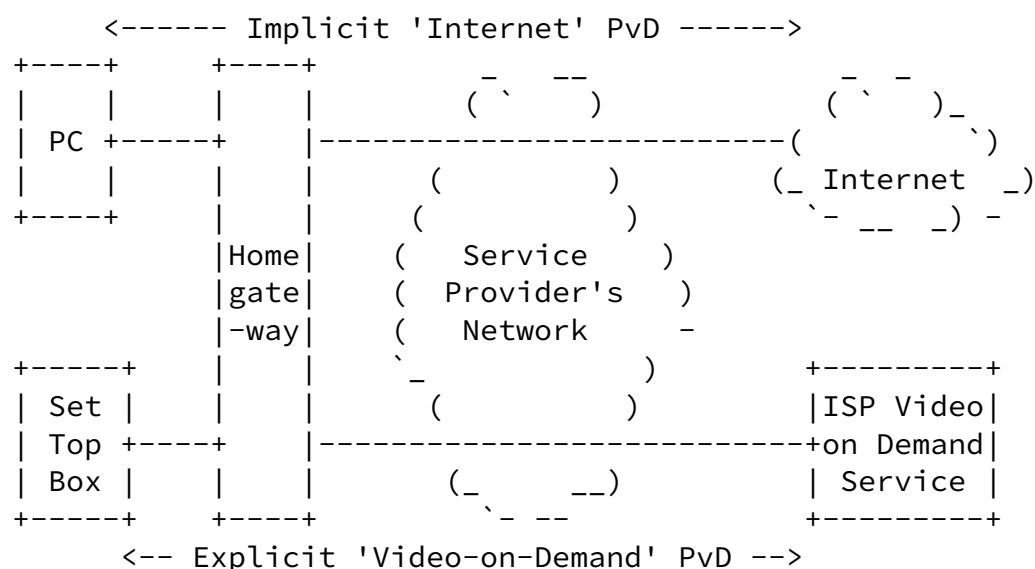 <------ Implicit 'Internet' PvD ------>
PC
Internet
Home Service
gate Provider's
-way Network
Set ISP Video
Top on Demand
Box Service
<-- Explicit 'Video-on-Demand' PvD -->